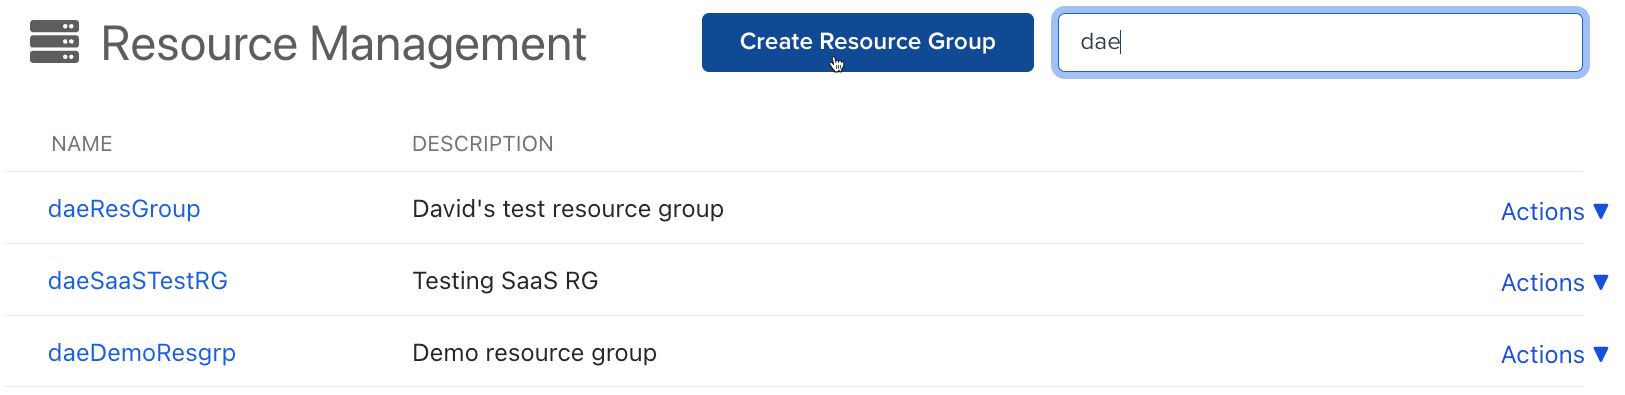 Resource Management
Create Resource Group
dae
NAME DESCRIPTION
daeResGroup David's test resource group Actions ▼
daeSaaSTestRG Testing SaaS RG Actions ▼
daeDemoResgrp Demo resource group Actions ▼